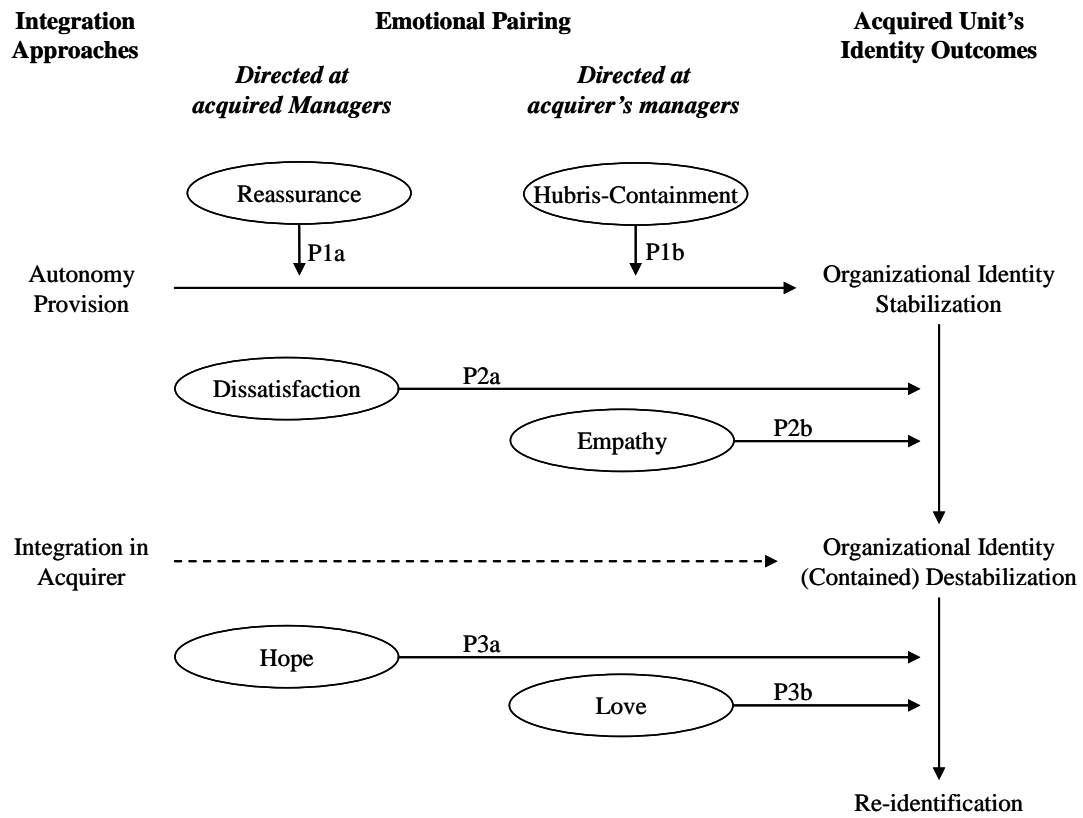 Integration
Approaches
Emotional Pairing
Acquired Unit's
Identity Outcomes
Directed at
acquired Managers
Directed at
acquirer's managers
Reassurance
Hubris-Containment
P1a
P1b
Autonomy
Provision
Organizational Identity
Stabilization
Dissatisfaction
P2a
Empathy
P2b
Integration in
Acquirer
Organizational Identity
(Contained) Destabilization
Hope
P3a
Love
P3b
Re-identification